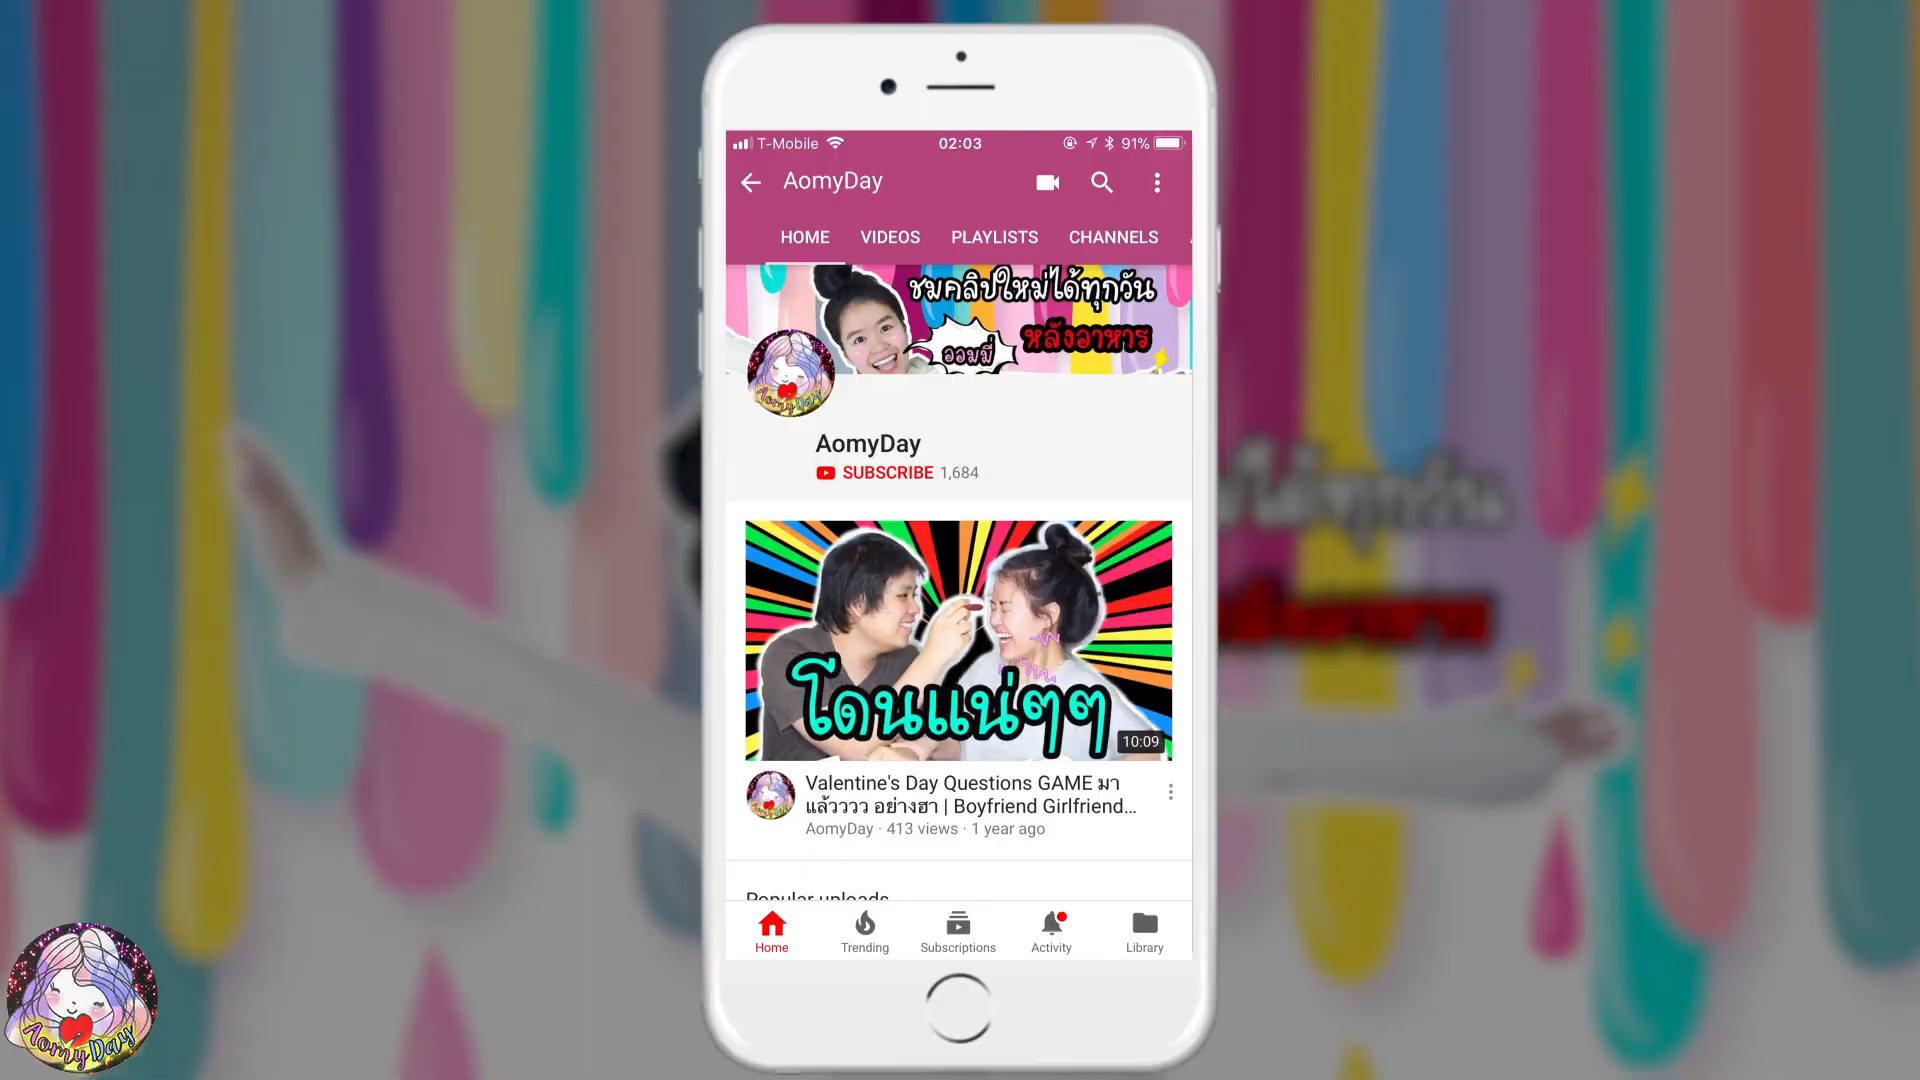 T-Mobile
02:03
91%
AomyDay
HOME VIDEOS PLAYLISTS CHANNELS
ชมคลิปใหม่ได้ทุกวัน
หลังอาหาร
ออมมี่
AomyDay
AomyDay
SUBSCRIBE 1,684
โดนแน่ๆๆ
10:09
Valentine's Day Questions GAME มา
แล้วววว อย่างฮา | Boyfriend Girlfriend...
AomyDay · 413 views · 1 year ago
Popular uploads
Home Trending Subscriptions Activity Library
AomyDay